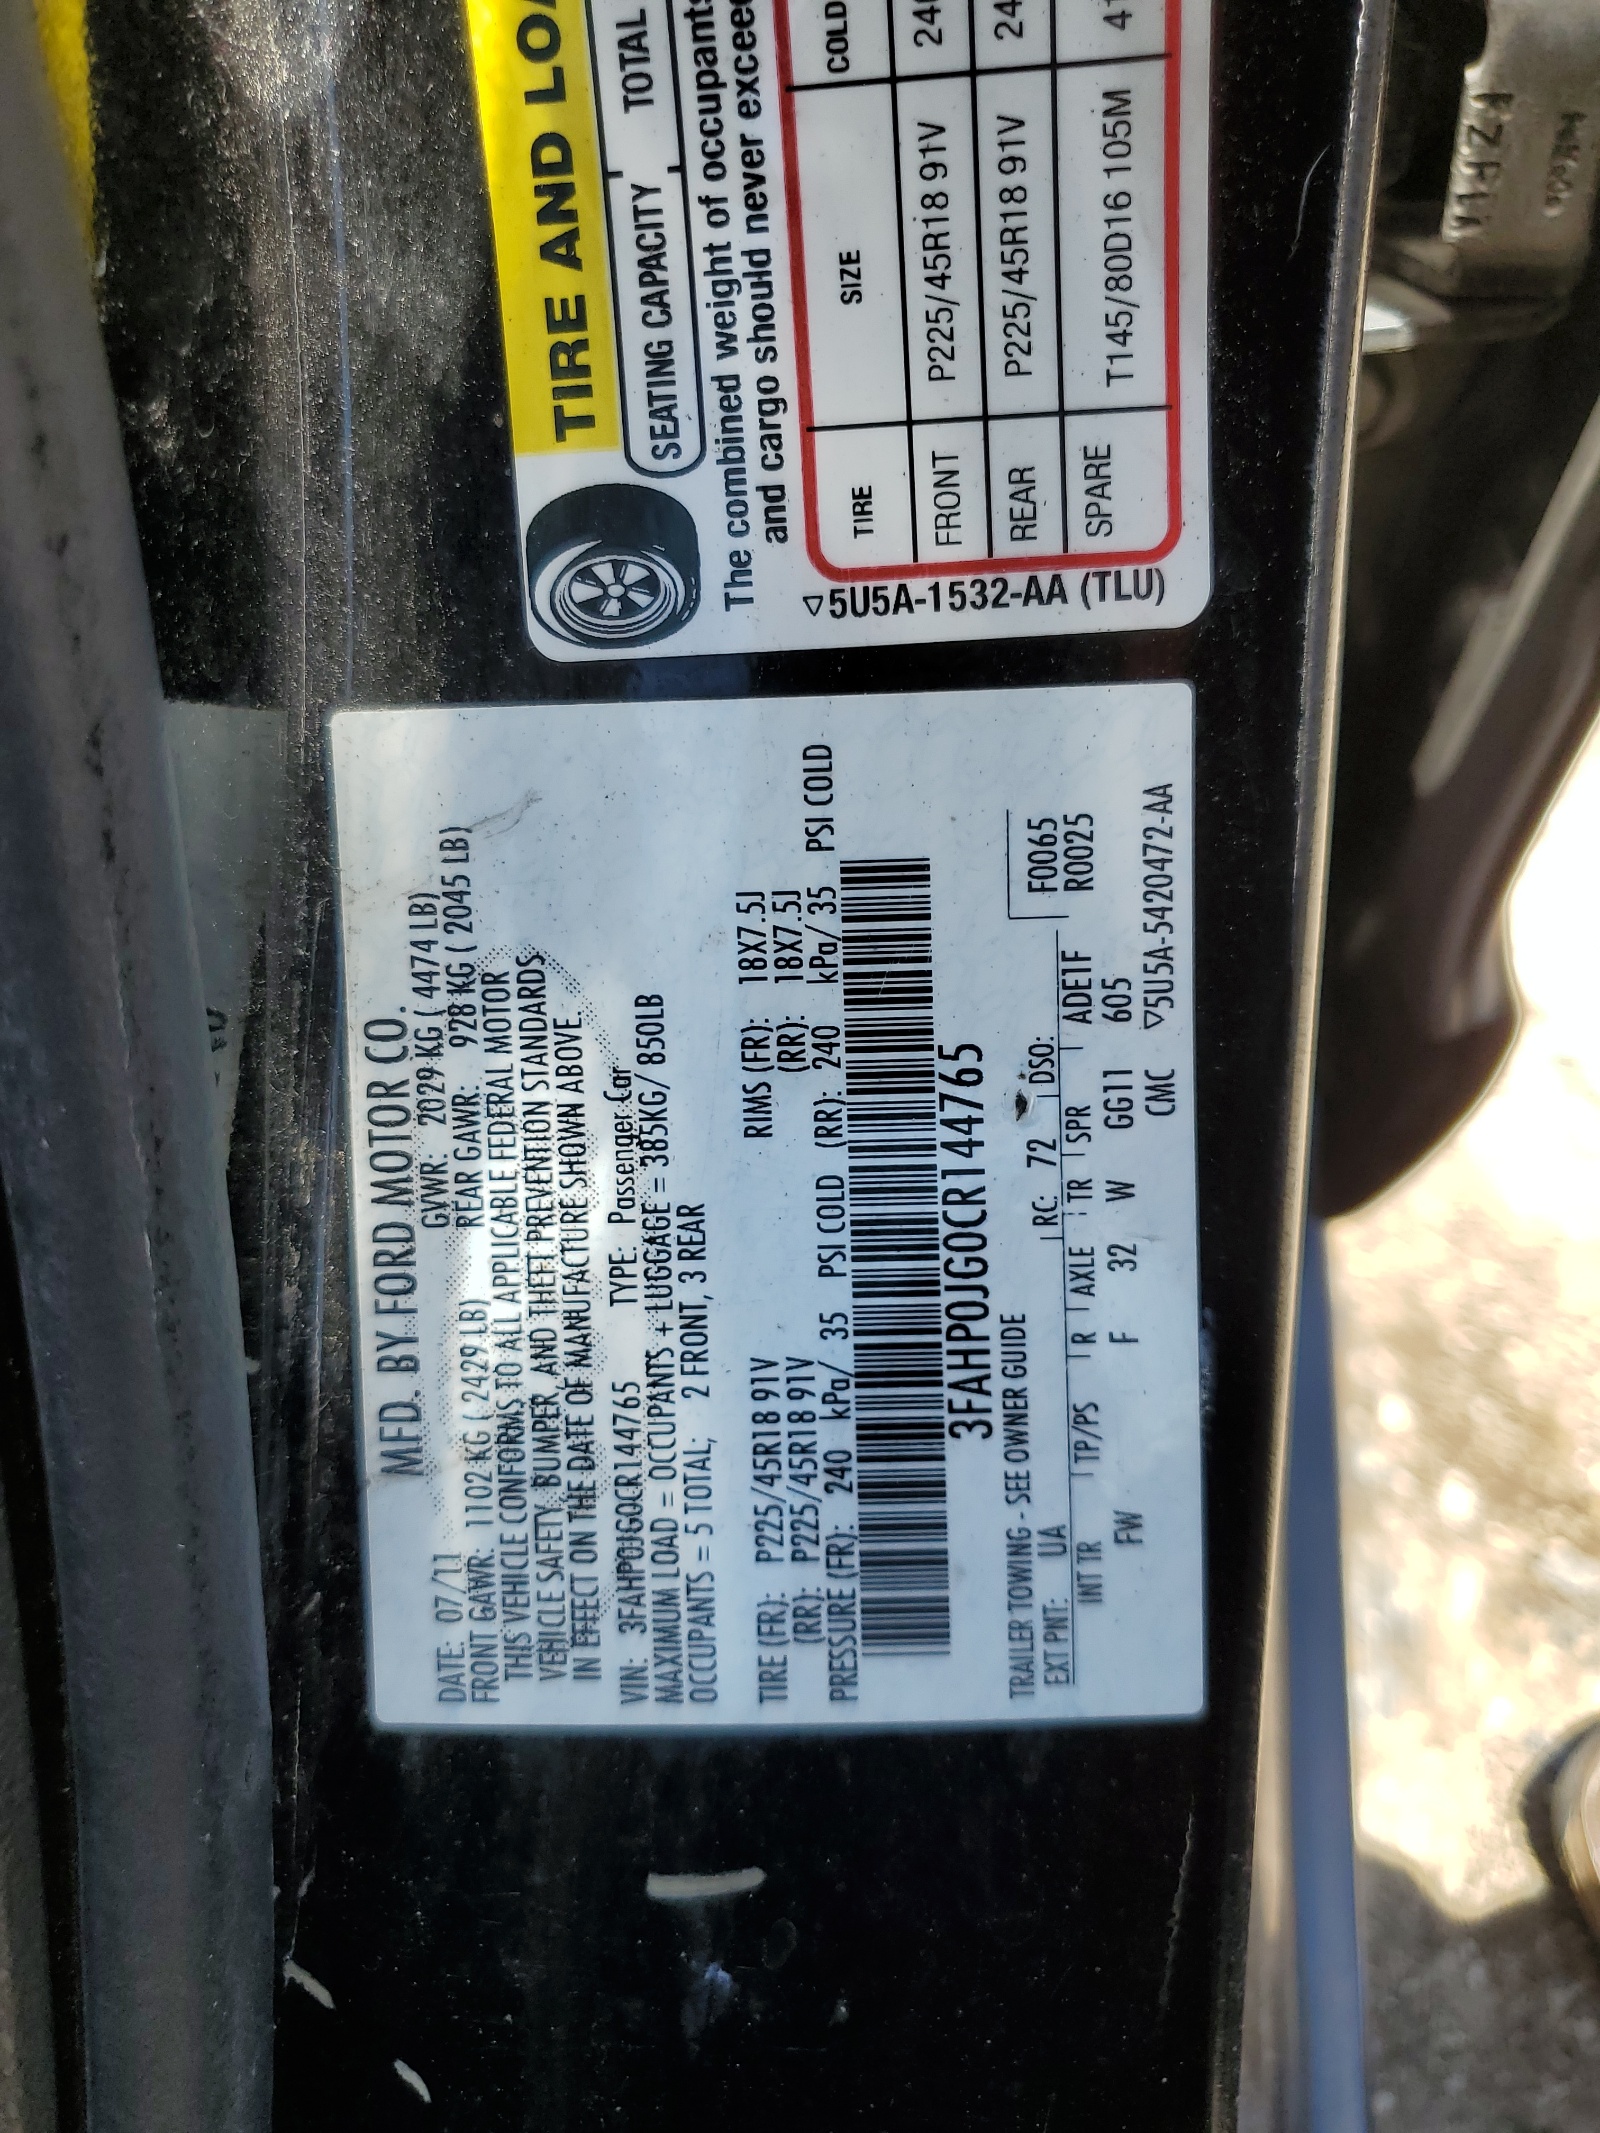 MFD. BY FORD MOTOR CO.
DATE: 07/11 GVWR: 2029 KG ( 4474 LB)
FRONT GAWR: 1102 KG ( 2429 LB) REAR GAWR: 928 KG ( 2045 LB)
THIS VEHICLE CONFORMS TO ALL APPLICABLE FEDERAL MOTOR
VEHICLE SAFETY, BUMPER, AND THEFT PREVENTION STANDARDS
IN EFFECT ON THE DATE OF MANUFACTURE SHOWN ABOVE.
VIN: 3FAHP0JG0CR144765 TYPE: Passenger Car
MAXIMUM LOAD = OCCUPANTS + LUGGAGE = 385KG/ 850LB
OCCUPANTS = 5 TOTAL, 2 FRONT, 3 REAR
TIRE (FR): P225/45R18 91V RIMS (FR): 18X7.5J
(RR): P225/45R18 91V (RR): 18X7.5J
PRESSURE (FR): 240 kPa/ 35 PSI COLD (RR): 240 kPa/ 35 PSI COLD
3FAHP0JG0CR144765
TRAILER TOWING - SEE OWNER GUIDE
EXT PNT: UA RC: 72 DSO: F0065
INT TR TP/PS R AXLE TR SPR ADE1F R0025
FW F 32 W GG11 605
CMC ▽5U5A-5420472-AA
TIRE AND LOA
SEATING CAPACITY TOTAL
The combined weight of occupants
and cargo should never exceed
TIRE SIZE COLD
FRONT P225/45R18 91V 240
REAR P225/45R18 91V 24
SPARE T145/80D16 105M 41
▽5U5A-1532-AA (TLU)